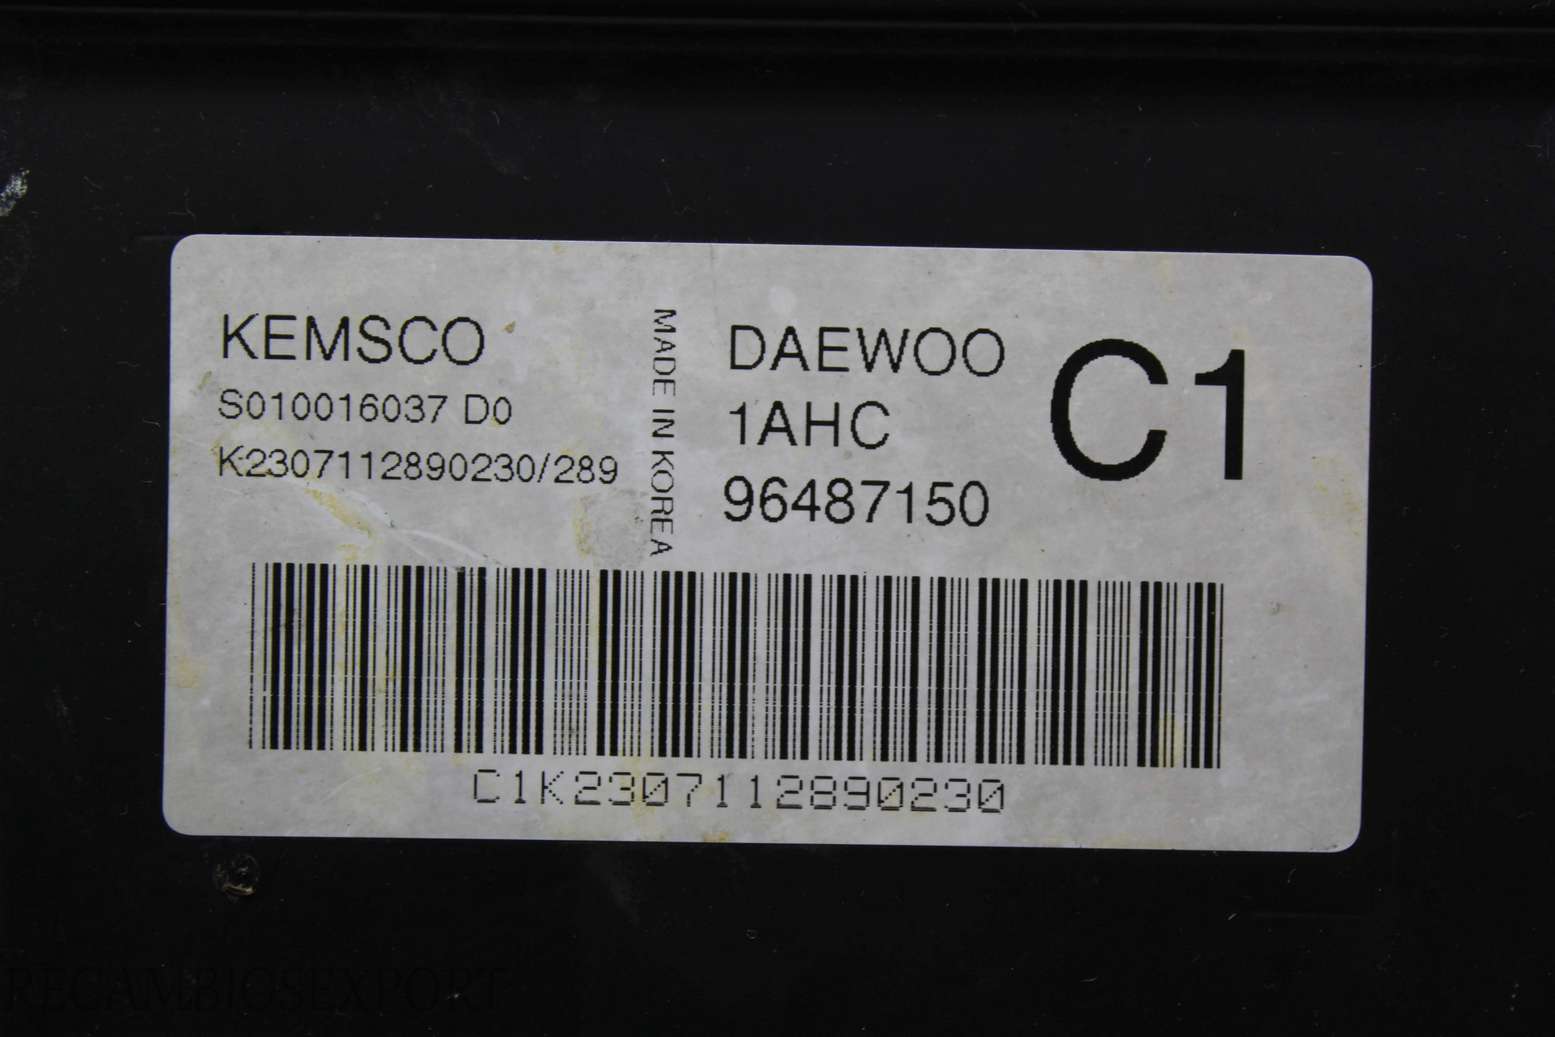 KEMSCO
S010016037 D0
K2307112890230/289
MADE IN KOREA
DAEWOO
1AHC
96487150
C1
C1K2307112890230
RECAMBIOSEXPORT